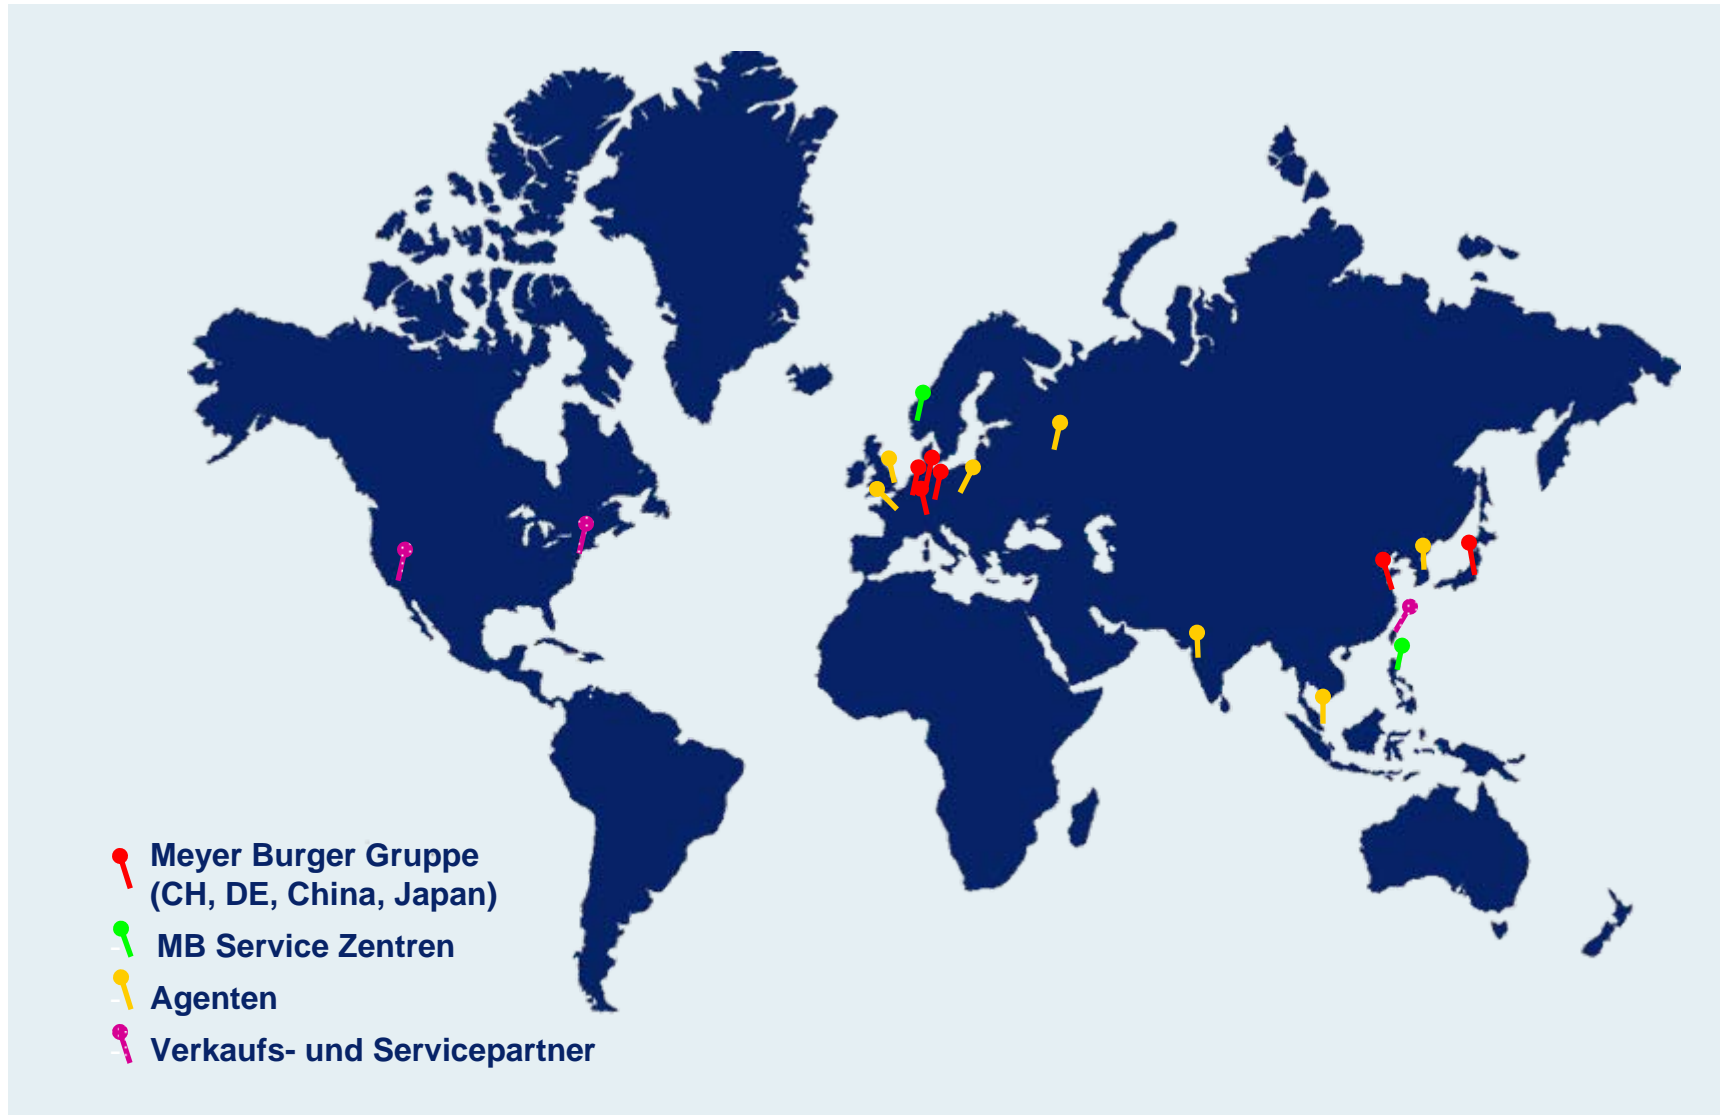 Meyer Burger Gruppe
(CH, DE, China, Japan)
MB Service Zentren
Agenten
Verkaufs- und Servicepartner